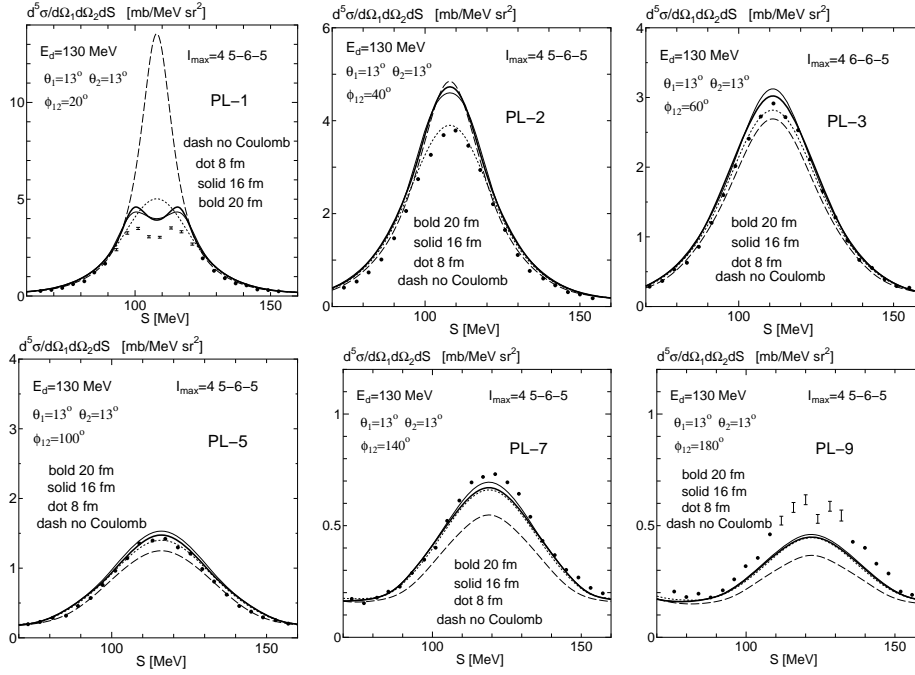 d⁵σ/dΩ₁dΩ₂dS [mb/MeV sr²]
E_d=130 MeV
I_max=4 5−6−5
θ₁=13° θ₂=13°
φ₁₂=20°
PL−1
dash no Coulomb
dot 8 fm
solid 16 fm
bold 20 fm
0
5
10
100
150
S [MeV]
d⁵σ/dΩ₁dΩ₂dS [mb/MeV sr²]
E_d=130 MeV
I_max=4 5−6−5
θ₁=13° θ₂=13°
φ₁₂=40°
PL−2
bold 20 fm
solid 16 fm
dot 8 fm
dash no Coulomb
0
2
4
6
100
150
S [MeV]
d⁵σ/dΩ₁dΩ₂dS [mb/MeV sr²]
E_d=130 MeV
I_max=4 6−6−5
θ₁=13° θ₂=13°
φ₁₂=60°
PL−3
bold 20 fm
solid 16 fm
dot 8 fm
dash no Coulomb
0
1
2
3
4
100
150
S [MeV]
d⁵σ/dΩ₁dΩ₂dS [mb/MeV sr²]
E_d=130 MeV
I_max=4 5−6−5
θ₁=13° θ₂=13°
φ₁₂=100°
PL−5
bold 20 fm
solid 16 fm
dot 8 fm
dash no Coulomb
0
1
2
3
4
100
150
S [MeV]
d⁵σ/dΩ₁dΩ₂dS [mb/MeV sr²]
E_d=130 MeV
I_max=4 5−6−5
θ₁=13° θ₂=13°
φ₁₂=140°
PL−7
bold 20 fm
solid 16 fm
dot 8 fm
dash no Coulomb
0
0.5
1
100
150
S [MeV]
d⁵σ/dΩ₁dΩ₂dS [mb/MeV sr²]
E_d=130 MeV
I_max=4 5−6−5
θ₁=13° θ₂=13°
φ₁₂=180°
PL−9
bold 20 fm
solid 16 fm
dot 8 fm
dash no Coulomb
0
0.5
1
100
150
S [MeV]